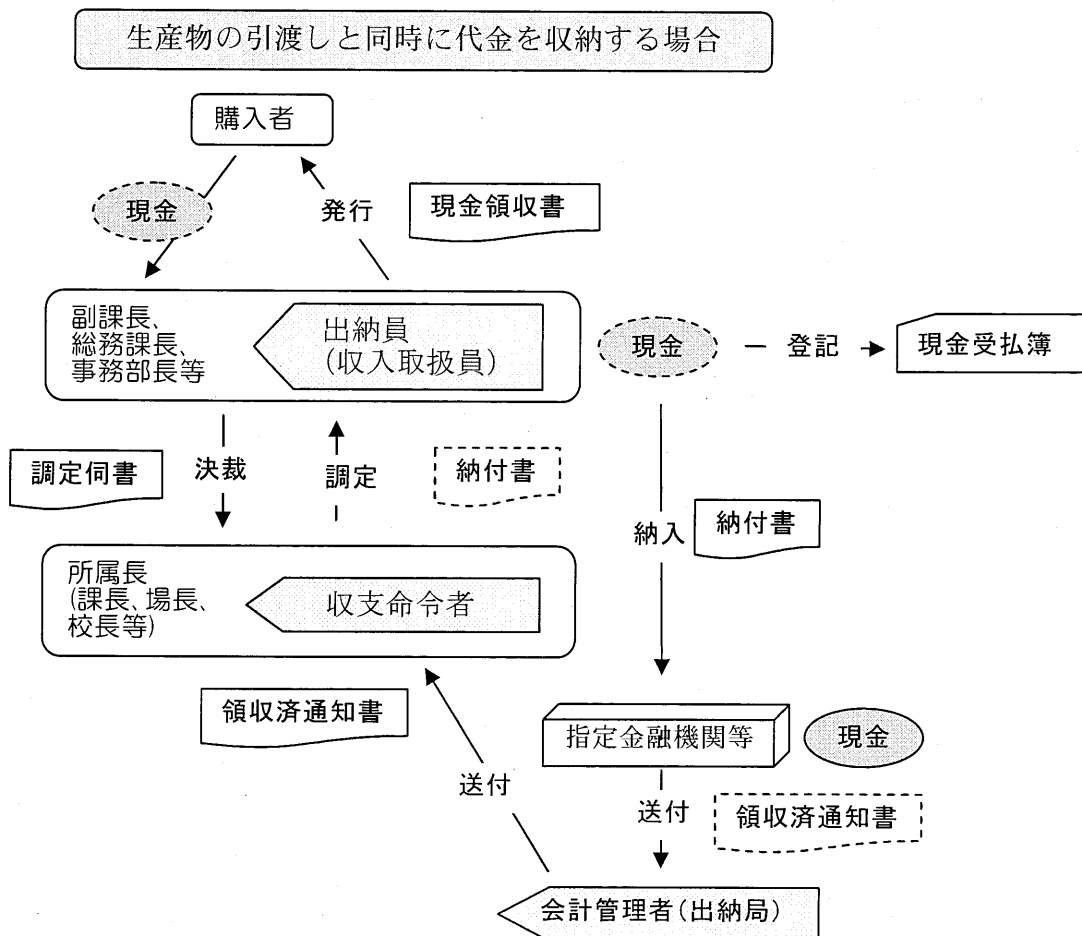 生産物の引渡しと同時に代金を収納する場合
購入者
現金
発行
現金領収書
副課長、
総務課長、
事務部長等
出納員
(収入取扱員)
現金
登記
現金受払簿
調定伺書
決裁
調定
納付書
納入
納付書
所属長
(課長、場長、
校長等)
収支命令者
領収済通知書
指定金融機関等
現金
送付
送付
領収済通知書
会計管理者(出納局)